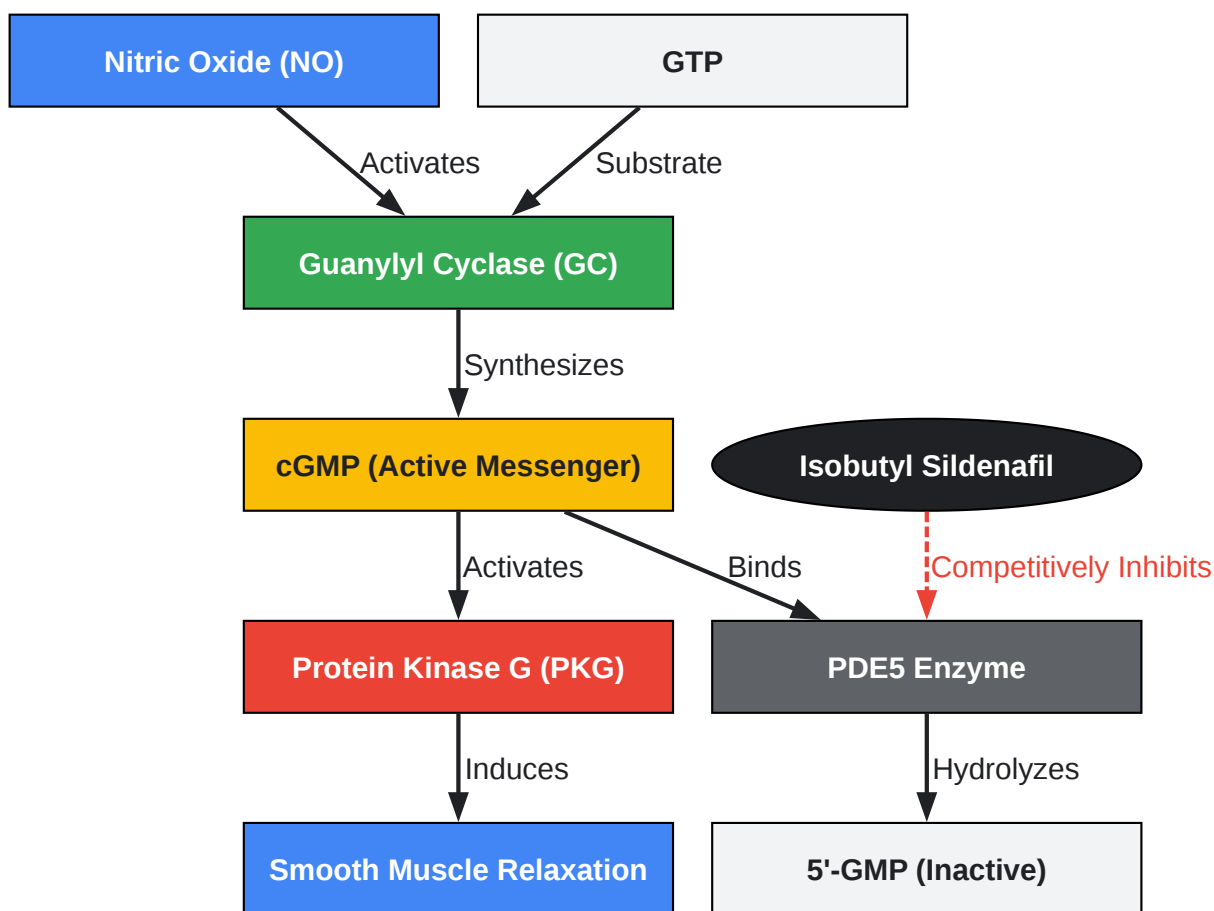 Nitric Oxide (NO)
GTP
Activates
Substrate
Guanylyl Cyclase (GC)
Synthesizes
cGMP (Active Messenger)
Isobutyl Sildenafil
Activates
Binds
Competitively Inhibits
Protein Kinase G (PKG)
PDE5 Enzyme
Induces
Hydrolyzes
Smooth Muscle Relaxation
5'-GMP (Inactive)